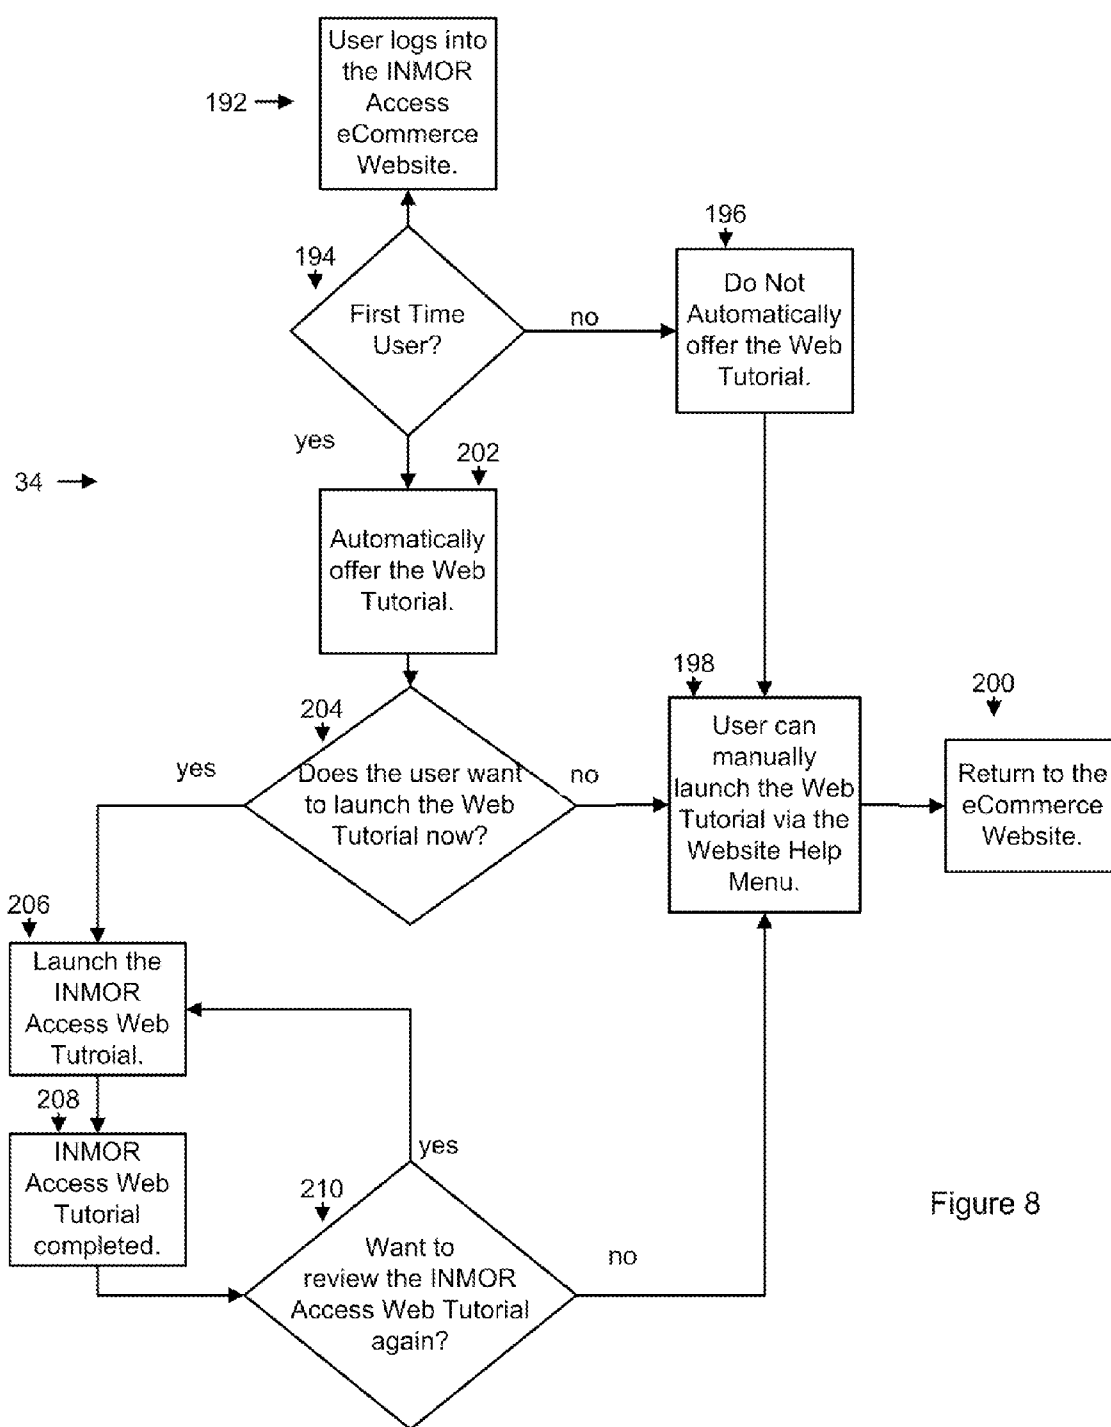 User logs into
the INMOR
Access
eCommerce
Website.
192
194
First Time
User?
no
yes
196
Do Not
Automatically
offer the Web
Tutorial.
34
202
Automatically
offer the Web
Tutorial.
204
Does the user want
to launch the Web
Tutorial now?
yes
no
198
User can
manually
launch the Web
Tutorial via the
Website Help
Menu.
200
Return to the
eCommerce
Website.
206
Launch the
INMOR
Access Web
Tutroial.
208
INMOR
Access Web
Tutorial
completed.
210
yes
Want to
review the INMOR
Access Web Tutorial
again?
no
Figure 8